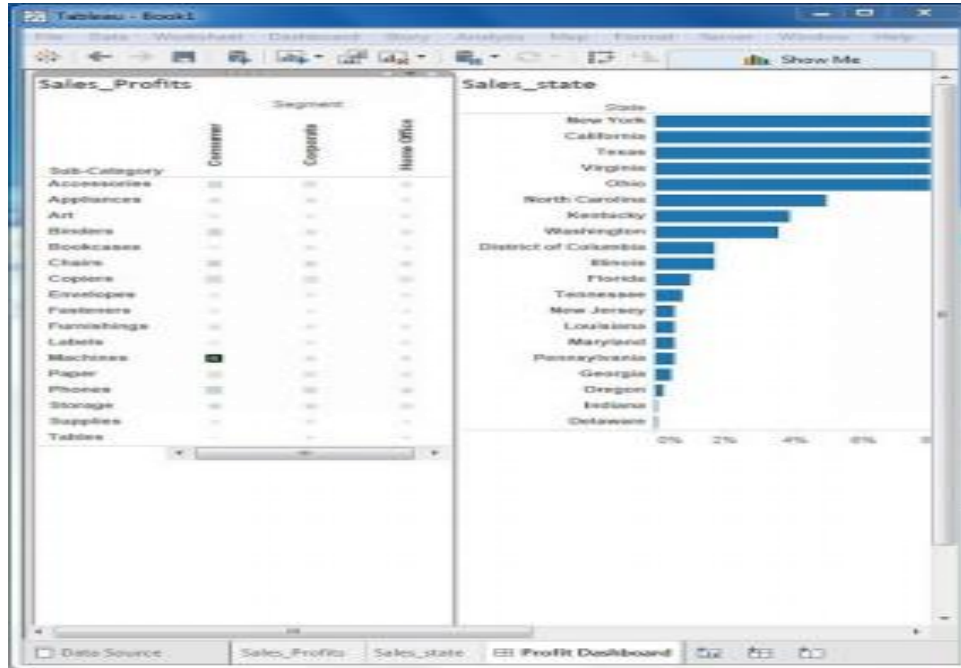 Tableau - Book1
File Data Worksheet Dashboard Story Analysis Map Format Server Window Help
Show Me
Sales_Profits
Segment
Sub-Category
Consumer
Corporate
Home Office
Accessories
Appliances
Art
Binders
Bookcases
Chairs
Copiers
Envelopes
Fasteners
Furnishings
Labels
Machines
Paper
Phones
Storage
Supplies
Tables
Sales_state
State
New York
California
Texas
Virginia
Ohio
North Carolina
Kentucky
Washington
District of Columbia
Illinois
Florida
Tennessee
New Jersey
Louisiana
Maryland
Pennsylvania
Georgia
Oregon
Indiana
Delaware
0% 2% 4% 6%
Data Source Sales_Profits Sales_state Profit Dashboard